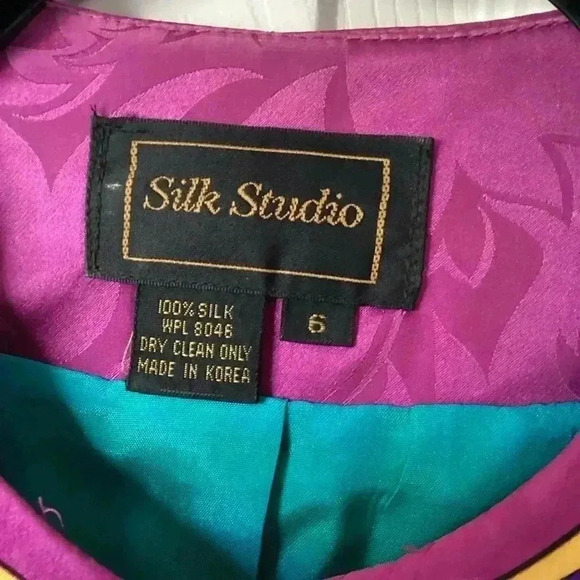 Silk Studio
100% SILK
WPL 8046
DRY CLEAN ONLY
MADE IN KOREA
6